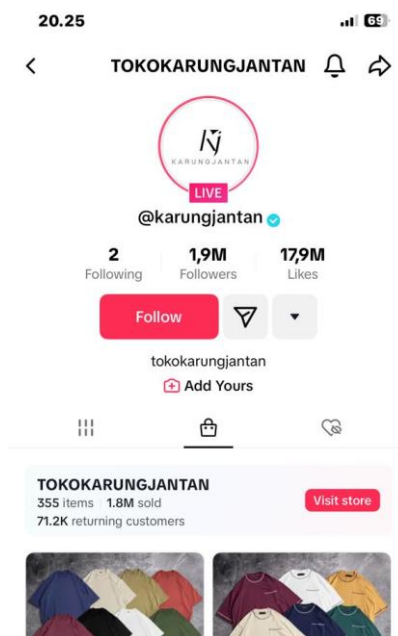 20.25
69
TOKOKARUNGJANTAN
KJ
KARUNGJANTAN
LIVE
@karungjantan
2 1,9M 17,9M
Following Followers Likes
Follow
tokokarungjantan
Add Yours
TOKOKARUNGJANTAN
355 items 1.8M sold
71.2K returning customers
Visit store